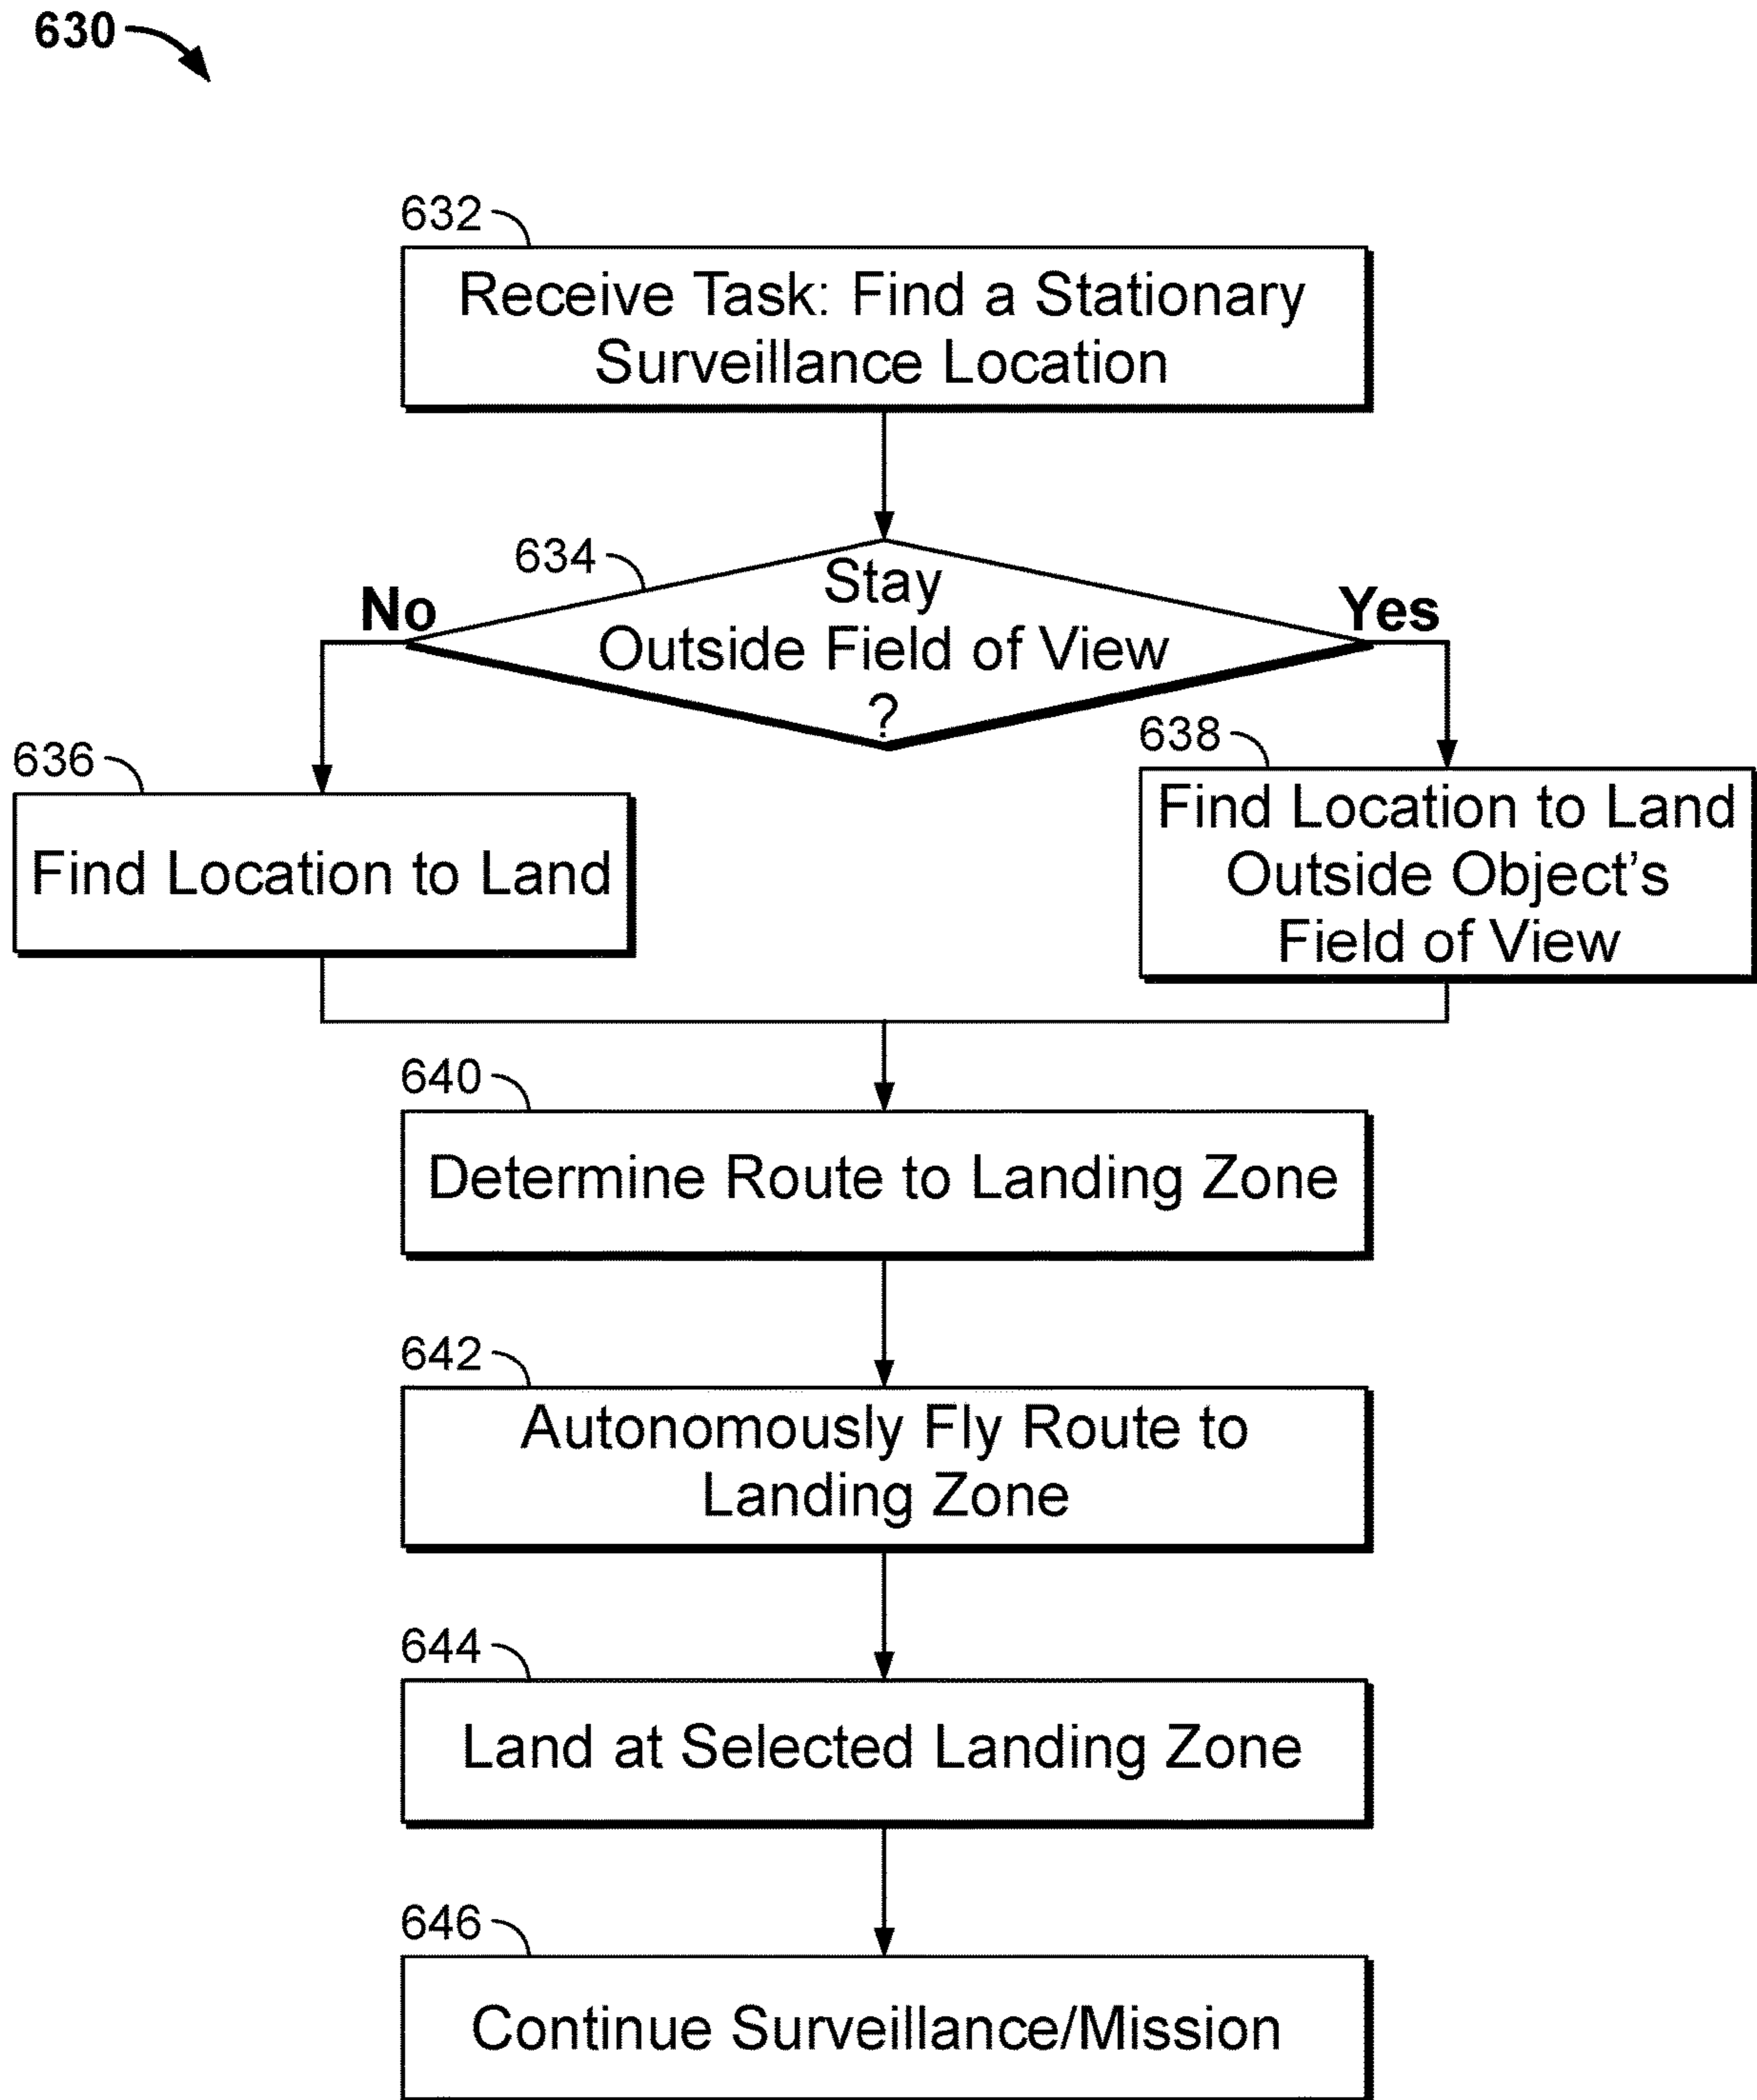 630
632
Receive Task: Find a Stationary
Surveillance Location
634
Stay
Outside Field of View
?
No
Yes
636
Find Location to Land
638
Find Location to Land
Outside Object's
Field of View
640
Determine Route to Landing Zone
642
Autonomously Fly Route to
Landing Zone
644
Land at Selected Landing Zone
646
Continue Surveillance/Mission